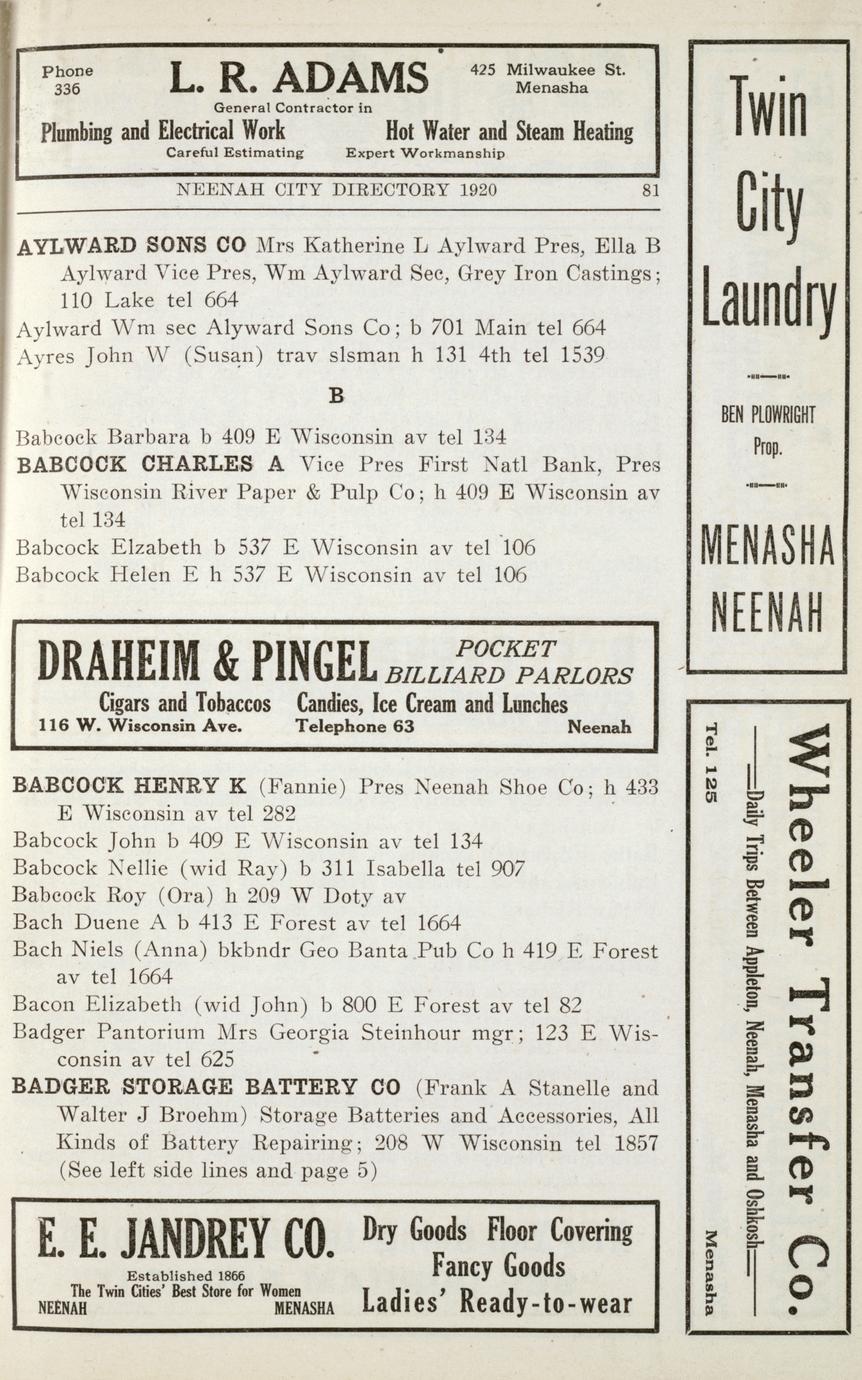 Phone 336
L. R. ADAMS
425 Milwaukee St. Menasha
General Contractor in
Plumbing and Electrical Work Hot Water and Steam Heating
Careful Estimating Expert Workmanship
NEENAH CITY DIRECTORY 1920 81
AYLWARD SONS CO Mrs Katherine L Aylward Pres, Ella B
Aylward Vice Pres, Wm Aylward Sec, Grey Iron Castings;
110 Lake tel 664
Aylward Wm sec Alyward Sons Co; b 701 Main tel 664
Ayres John W (Susan) trav slsman h 131 4th tel 1539
B
Babcock Barbara b 409 E Wisconsin av tel 134
BABCOCK CHARLES A Vice Pres First Natl Bank, Pres
Wisconsin River Paper & Pulp Co; h 409 E Wisconsin av
tel 134
Babcock Elzabeth b 537 E Wisconsin av tel 106
Babcock Helen E h 537 E Wisconsin av tel 106
DRAHEIM & PINGEL POCKET BILLIARD PARLORS
Cigars and Tobaccos Candies, Ice Cream and Lunches
116 W. Wisconsin Ave. Telephone 63 Neenah
BABCOCK HENRY K (Fannie) Pres Neenah Shoe Co; h 433
E Wisconsin av tel 282
Babcock John b 409 E Wisconsin av tel 134
Babcock Nellie (wid Ray) b 311 Isabella tel 907
Babcock Roy (Ora) h 209 W Doty av
Bach Duene A b 413 E Forest av tel 1664
Bach Niels (Anna) bkbndr Geo Banta Pub Co h 419 E Forest
av tel 1664
Bacon Elizabeth (wid John) b 800 E Forest av tel 82
Badger Pantorium Mrs Georgia Steinhour mgr; 123 E Wis-
consin av tel 625
BADGER STORAGE BATTERY CO (Frank A Stanelle and
Walter J Broehm) Storage Batteries and Accessories, All
Kinds of Battery Repairing; 208 W Wisconsin tel 1857
(See left side lines and page 5)
E. E. JANDREY CO.
Established 1866
The Twin Cities' Best Store for Women
NEENAH MENASHA
Dry Goods Floor Covering
Fancy Goods
Ladies' Ready-to-wear
Twin
City
Laundry
BEN PLOWRIGHT
Prop.
MENASHA
NEENAH
Wheeler Transfer Co.
Daily Trips Between Appleton, Neenah, Menasha and Oshkosh
Tel. 125 Menasha